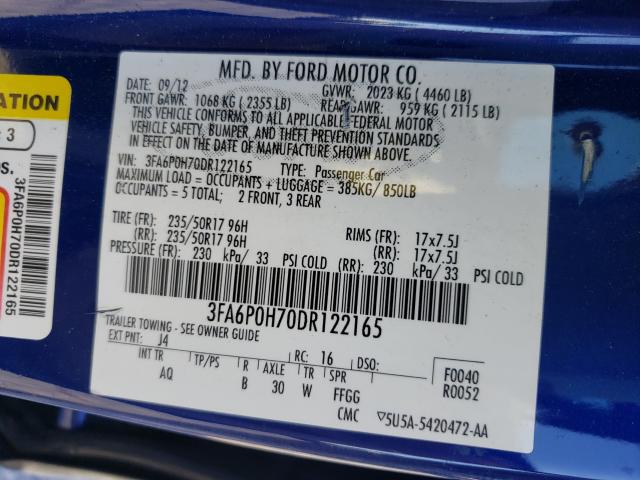 MFD. BY FORD MOTOR CO.
DATE: 09/12 GVWR: 2023 KG ( 4460 LB)
FRONT GAWR: 1068 KG ( 2355 LB) REAR GAWR: 959 KG ( 2115 LB)
THIS VEHICLE CONFORMS TO ALL APPLICABLE FEDERAL MOTOR
VEHICLE SAFETY, BUMPER, AND THEFT PREVENTION STANDARDS
IN EFFECT ON THE DATE OF MANUFACTURE SHOWN ABOVE.
VIN: 3FA6P0H70DR122165 TYPE: Passenger Car
MAXIMUM LOAD = OCCUPANTS + LUGGAGE = 385KG/ 850LB
OCCUPANTS = 5 TOTAL: 2 FRONT, 3 REAR
TIRE (FR): 235/50R17 96H RIMS (FR): 17x7.5J
(RR): 235/50R17 96H (RR): 17x7.5J
PRESSURE (FR): 230 kPa/ 33 PSI COLD (RR): 230 kPa/ 33 PSI COLD
3FA6P0H70DR122165
TRAILER TOWING - SEE OWNER GUIDE
EXT PNT: J4 RC: 16 DSO:
INT TR TP/PS R AXLE TR SPR F0040
AQ B 30 W FFGG R0052
CMC 5U5A-5420472-AA
ATION
: 3
OS.
3FA6P0H70DR122165